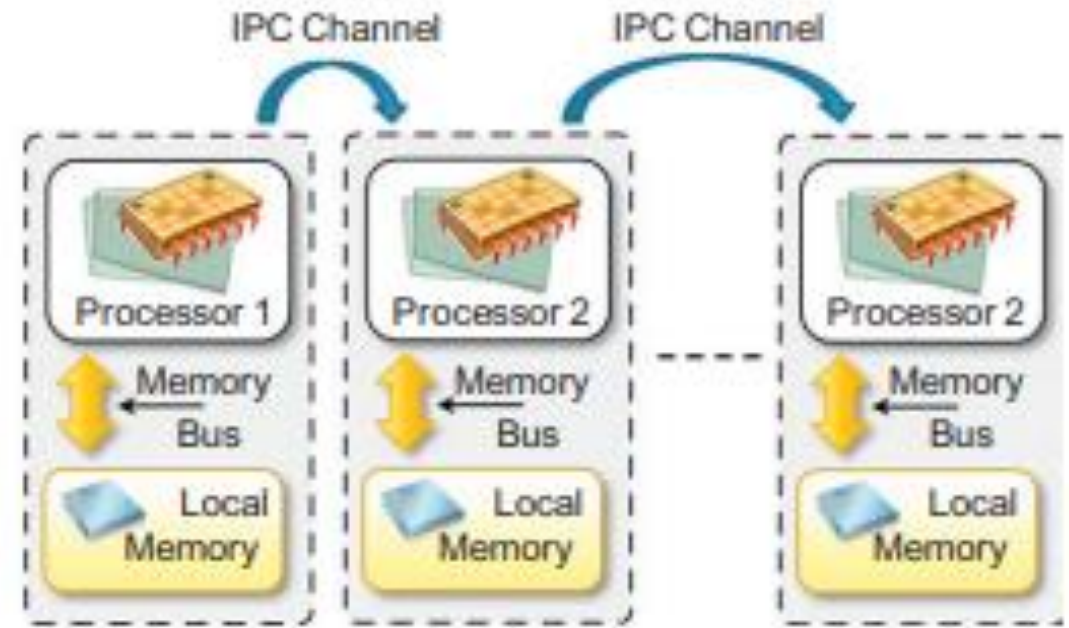 IPC Channel
IPC Channel
Processor 1
Memory
Bus
Local
Memory
Processor 2
Memory
Bus
Local
Memory
Processor 2
Memory
Bus
Local
Memory